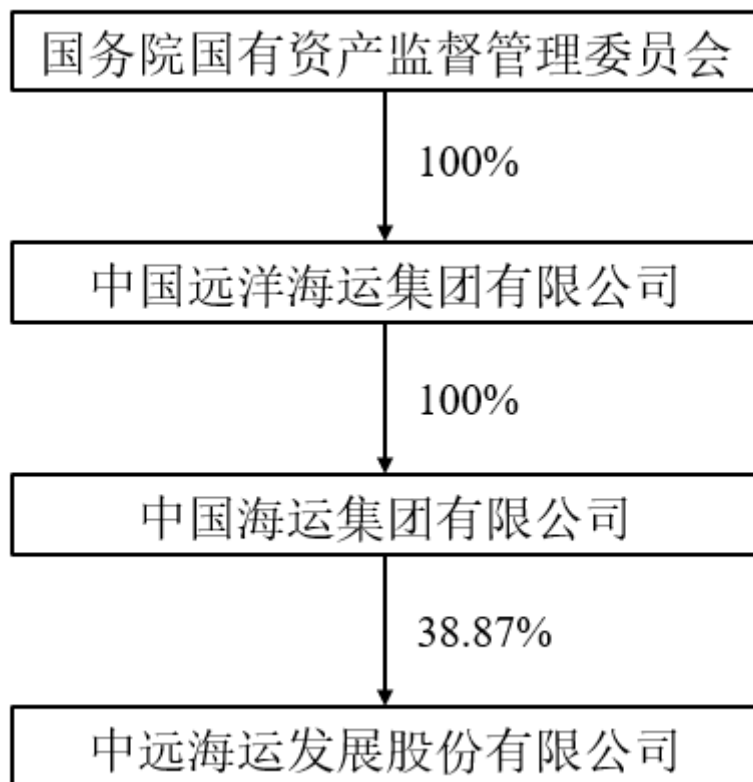 国务院国有资产监督管理委员会
100%
中国远洋海运集团有限公司
100%
中国海运集团有限公司
38.87%
中远海运发展股份有限公司